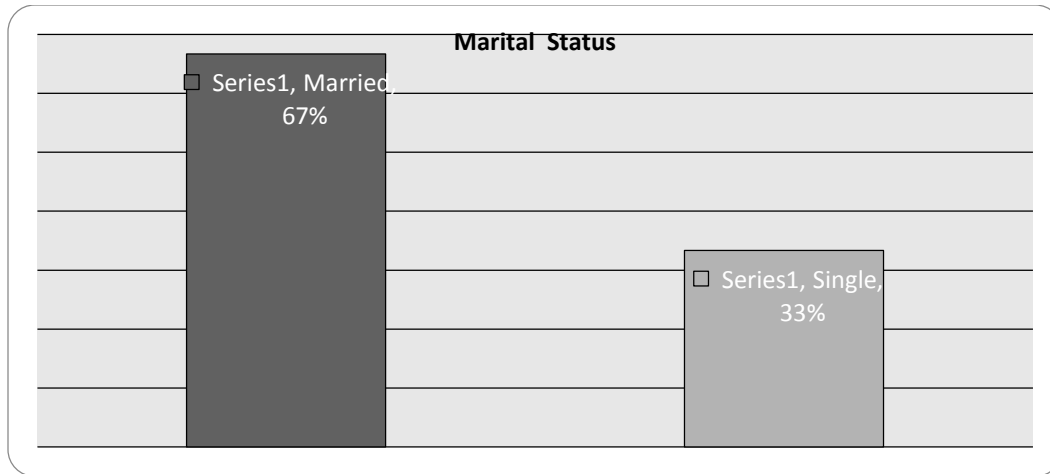 Marital Status
Series1, Married,
67%
Series1, Single,
33%